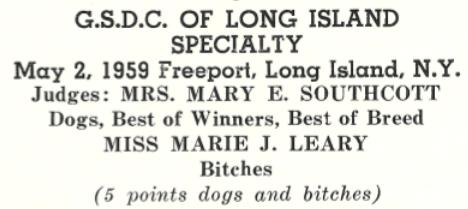 G.S.D.C. OF LONG ISLAND
SPECIALTY
May 2, 1959 Freeport, Long Island, N.Y.
Judges: MRS. MARY E. SOUTHCOTT
Dogs, Best of Winners, Best of Breed
MISS MARIE J. LEARY
Bitches
(5 points dogs and bitches)